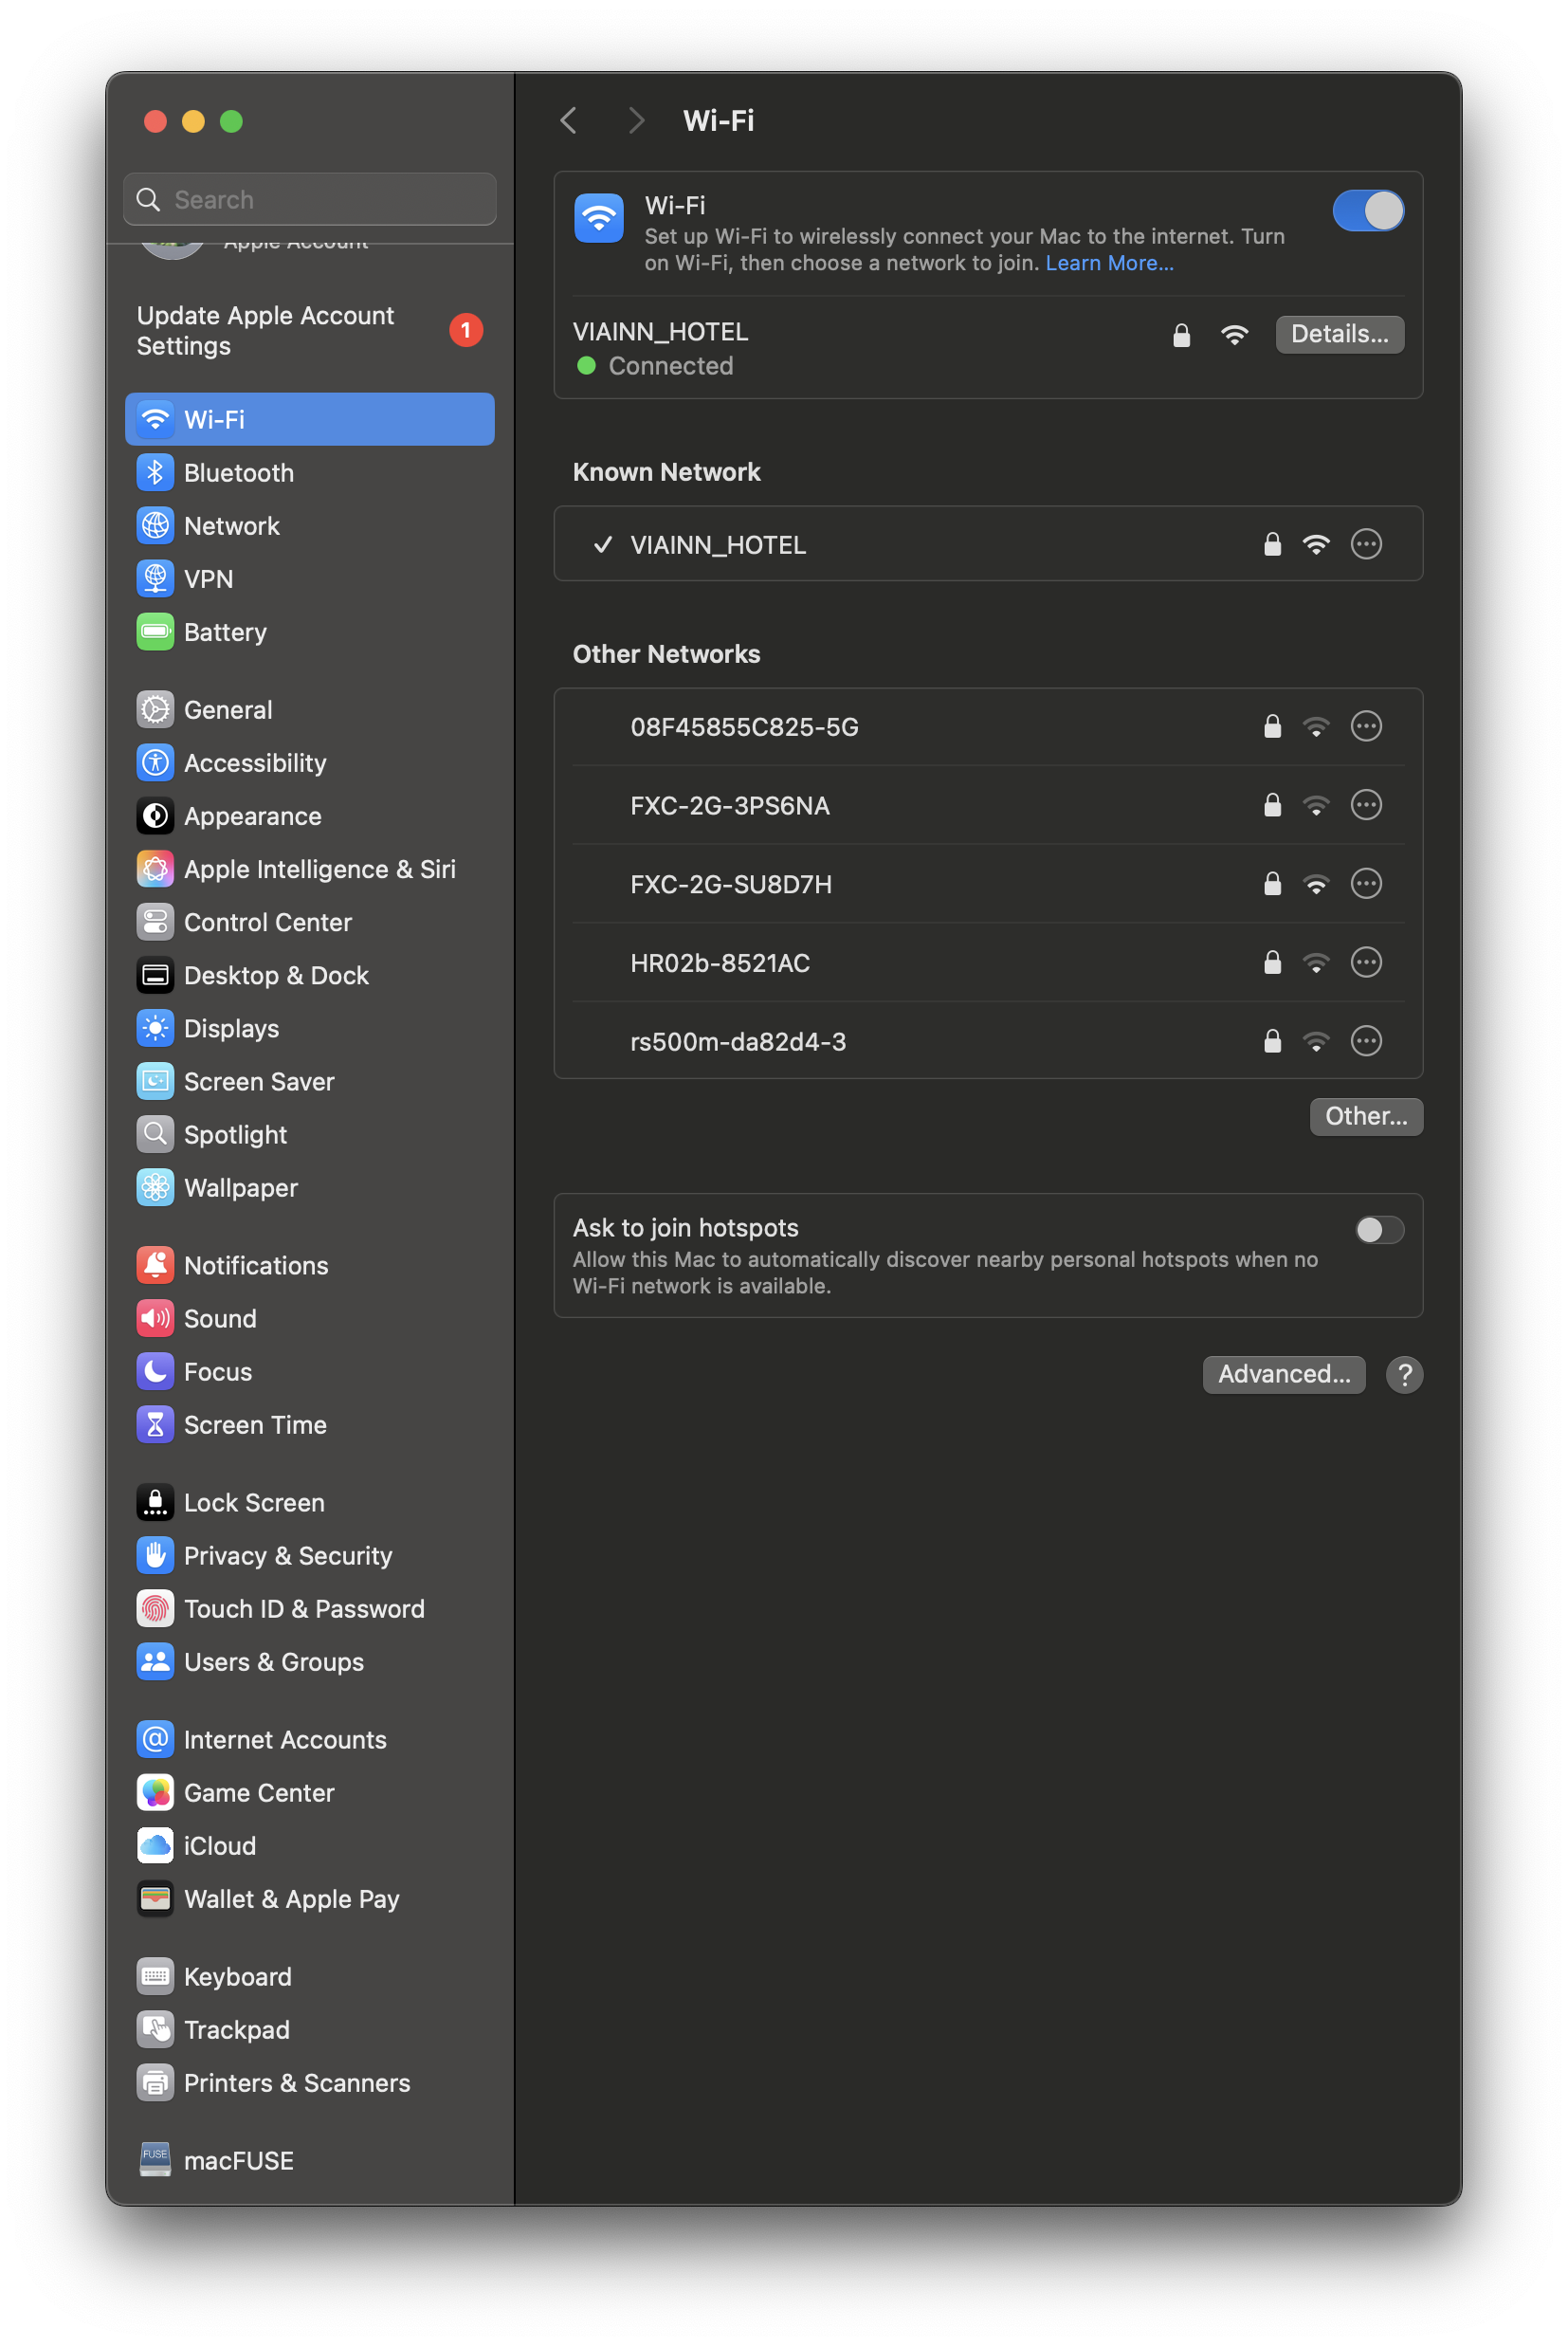 Search
Apple Account
Update Apple Account
Settings
1
Wi-Fi
Bluetooth
Network
VPN
Battery
General
Accessibility
Appearance
Apple Intelligence & Siri
Control Center
Desktop & Dock
Displays
Screen Saver
Spotlight
Wallpaper
Notifications
Sound
Focus
Screen Time
Lock Screen
Privacy & Security
Touch ID & Password
Users & Groups
Internet Accounts
Game Center
iCloud
Wallet & Apple Pay
Keyboard
Trackpad
Printers & Scanners
FUSE
macFUSE
Wi-Fi
Wi-Fi
Set up Wi-Fi to wirelessly connect your Mac to the internet. Turn
on Wi-Fi, then choose a network to join. Learn More...
VIAINN_HOTEL
Connected
Details...
Known Network
VIAINN_HOTEL
Other Networks
08F45855C825-5G
FXC-2G-3PS6NA
FXC-2G-SU8D7H
HR02b-8521AC
rs500m-da82d4-3
Other...
Ask to join hotspots
Allow this Mac to automatically discover nearby personal hotspots when no
Wi-Fi network is available.
Advanced...
?